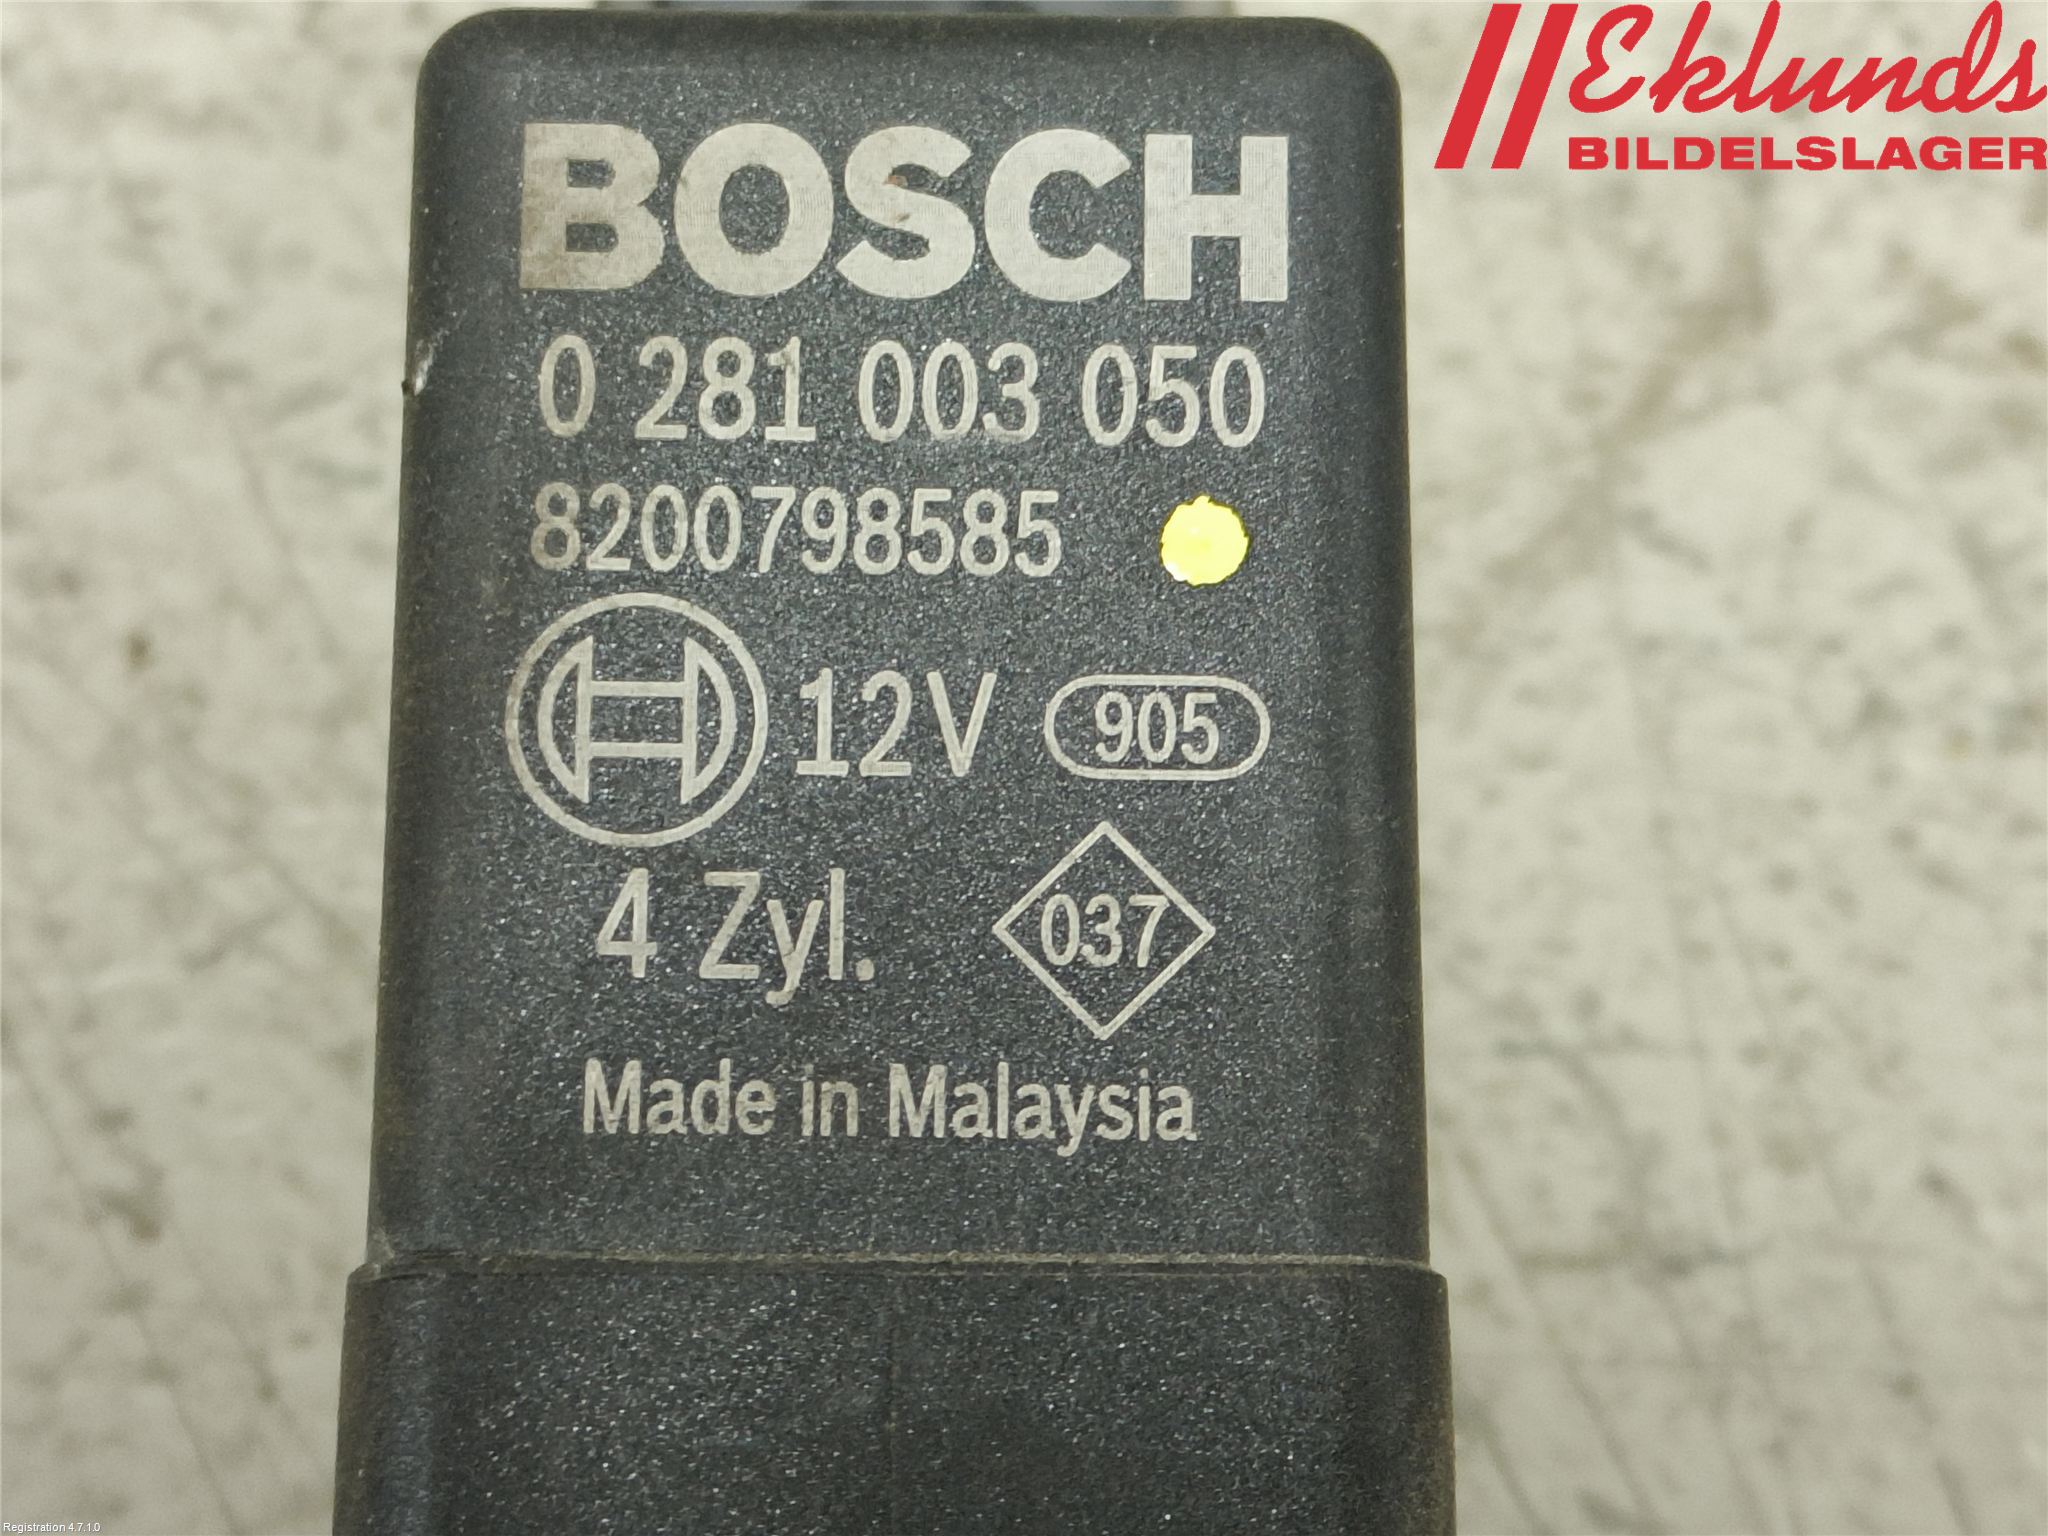 Eklunds
BILDELSLAGER
BOSCH
0 281 003 050
8200798585
12V 905
4 Zyl. 037
Made in Malaysia
Registration 4.7.1.0